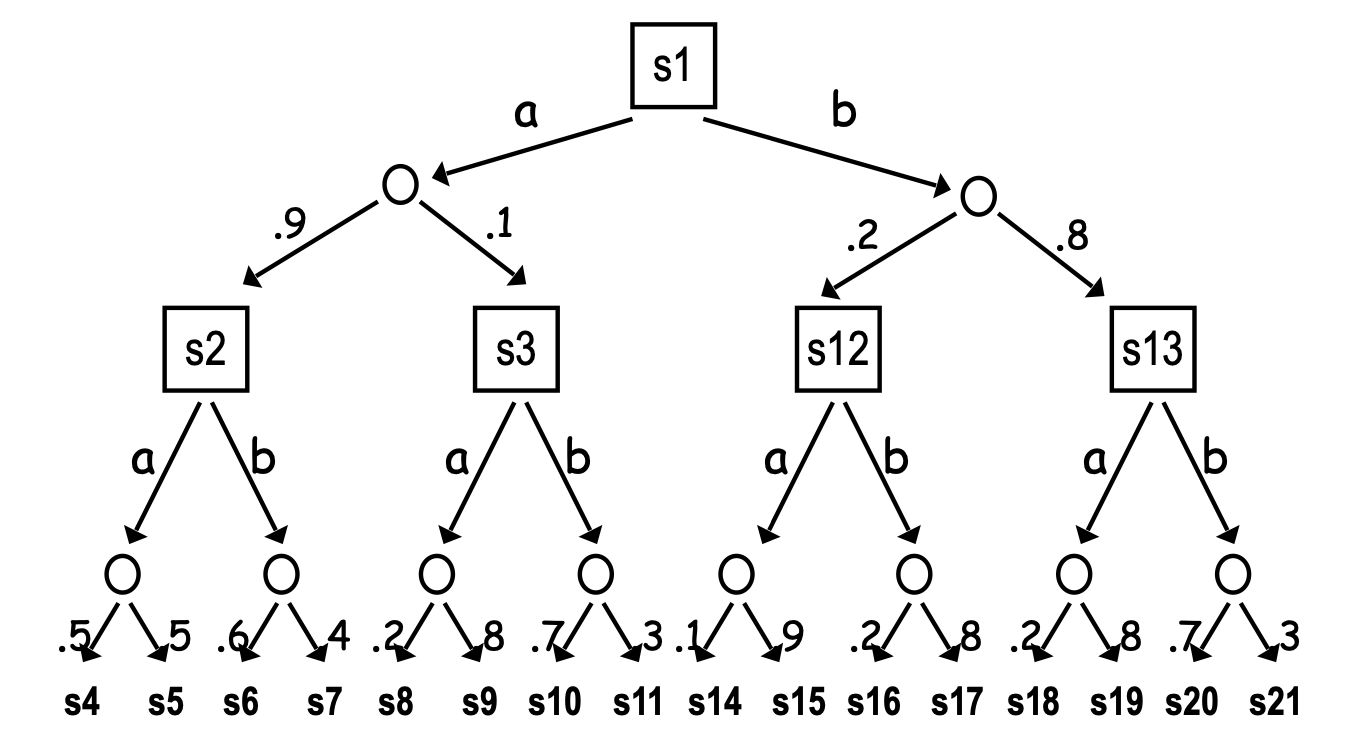 s1
a b
.9 .1 .2 .8
s2 s3 s12 s13
a b a b a b a b
.5 .5 .6 .4 .2 .8 .7 .3 .1 .9 .2 .8 .2 .8 .7 .3
s4 s5 s6 s7 s8 s9 s10 s11 s14 s15 s16 s17 s18 s19 s20 s21